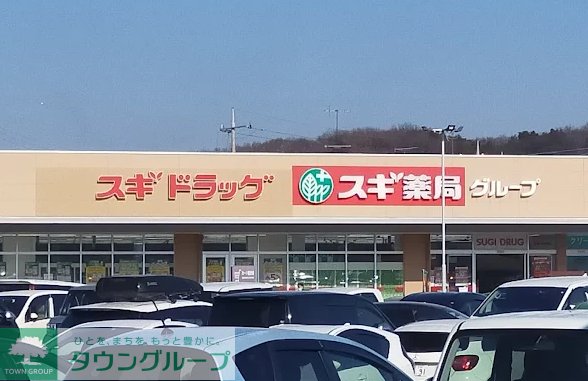 スギドラッグ スギ薬局グループ
SUGI DRUG
ひとを、まちを、もっと豊かに。
タウングループ
TOWN GROUP